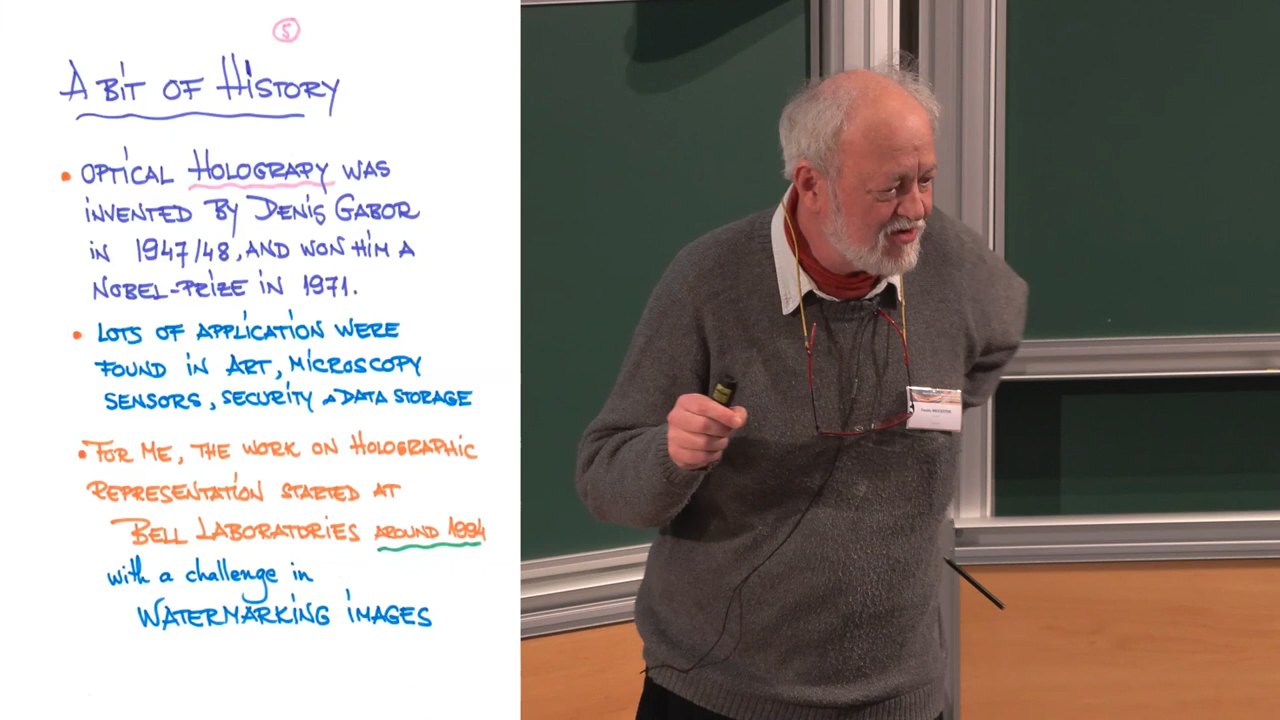 5
A BIT OF HISTORY
• OPTICAL HOLOGRAPY WAS
INVENTED BY DENIS GABOR
IN 1947/48, AND WON HIM A
NOBEL-PRIZE IN 1971.
• LOTS OF APPLICATION WERE
FOUND IN ART, MICROSCOPY
SENSORS, SECURITY & DATA STORAGE
• FOR ME, THE WORK ON HOLOGRAPHIC
REPRESENTATION STARTED AT
BELL LABORATORIES AROUND 1994
with a challenge in
WATERMARKING IMAGES